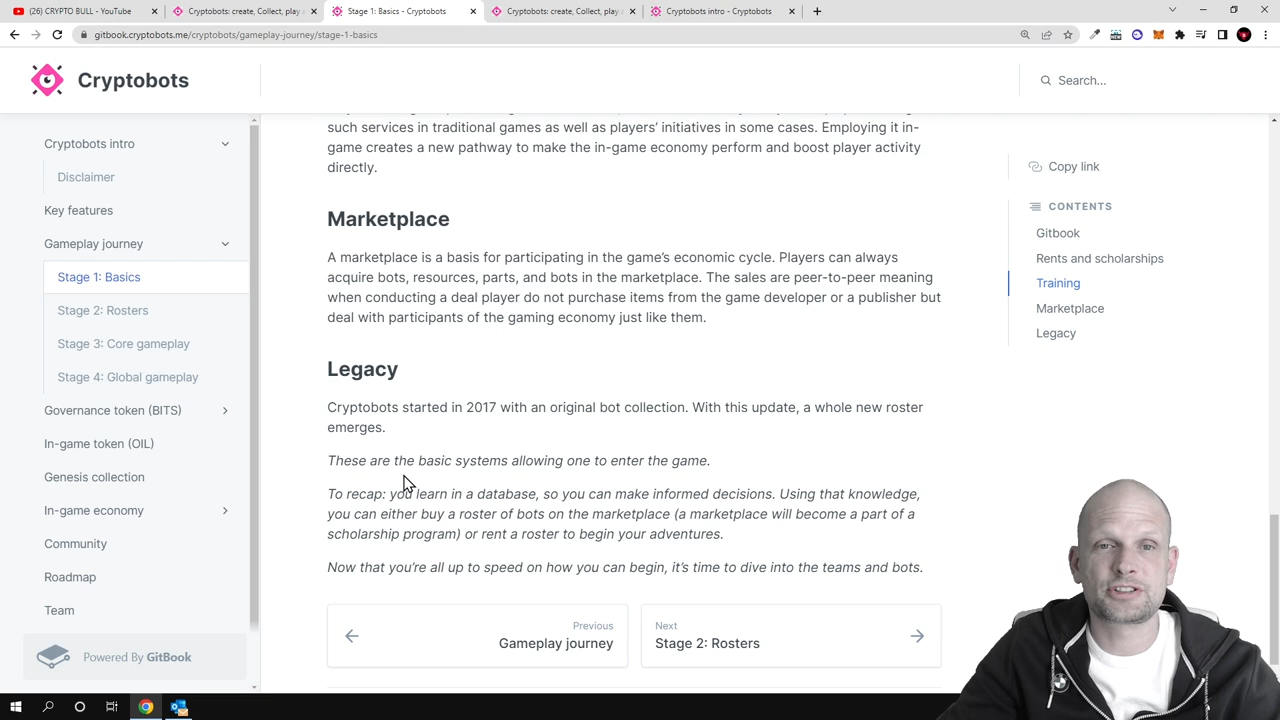 (26) CRYPTO BULL - YouTube
Cryptobots: create, Collect, play a
Stage 1: Basics - Cryptobots
Cryptobots: create, Collect, play a
Cryptobots intro - Cryptobots
gitbook.cryptobots.me/cryptobots/gameplay-journey/stage-1-basics
Cryptobots
Search...
Cryptobots intro
Disclaimer
Key features
Gameplay journey
Stage 1: Basics
Stage 2: Rosters
Stage 3: Core gameplay
Stage 4: Global gameplay
Governance token (BITS)
In-game token (OIL)
Genesis collection
In-game economy
Community
Roadmap
Team
Powered By GitBook
such services in traditional games as well as players' initiatives in some cases. Employing it in-
game creates a new pathway to make the in-game economy perform and boost player activity
directly.
Marketplace
A marketplace is a basis for participating in the game's economic cycle. Players can always
acquire bots, resources, parts, and bots in the marketplace. The sales are peer-to-peer meaning
when conducting a deal player do not purchase items from the game developer or a publisher but
deal with participants of the gaming economy just like them.
Legacy
Cryptobots started in 2017 with an original bot collection. With this update, a whole new roster
emerges.
These are the basic systems allowing one to enter the game.
To recap: you learn in a database, so you can make informed decisions. Using that knowledge,
you can either buy a roster of bots on the marketplace (a marketplace will become a part of a
scholarship program) or rent a roster to begin your adventures.
Now that you're all up to speed on how you can begin, it's time to dive into the teams and bots.
Previous
Gameplay journey
Next
Stage 2: Rosters
Copy link
CONTENTS
Gitbook
Rents and scholarships
Training
Marketplace
Legacy